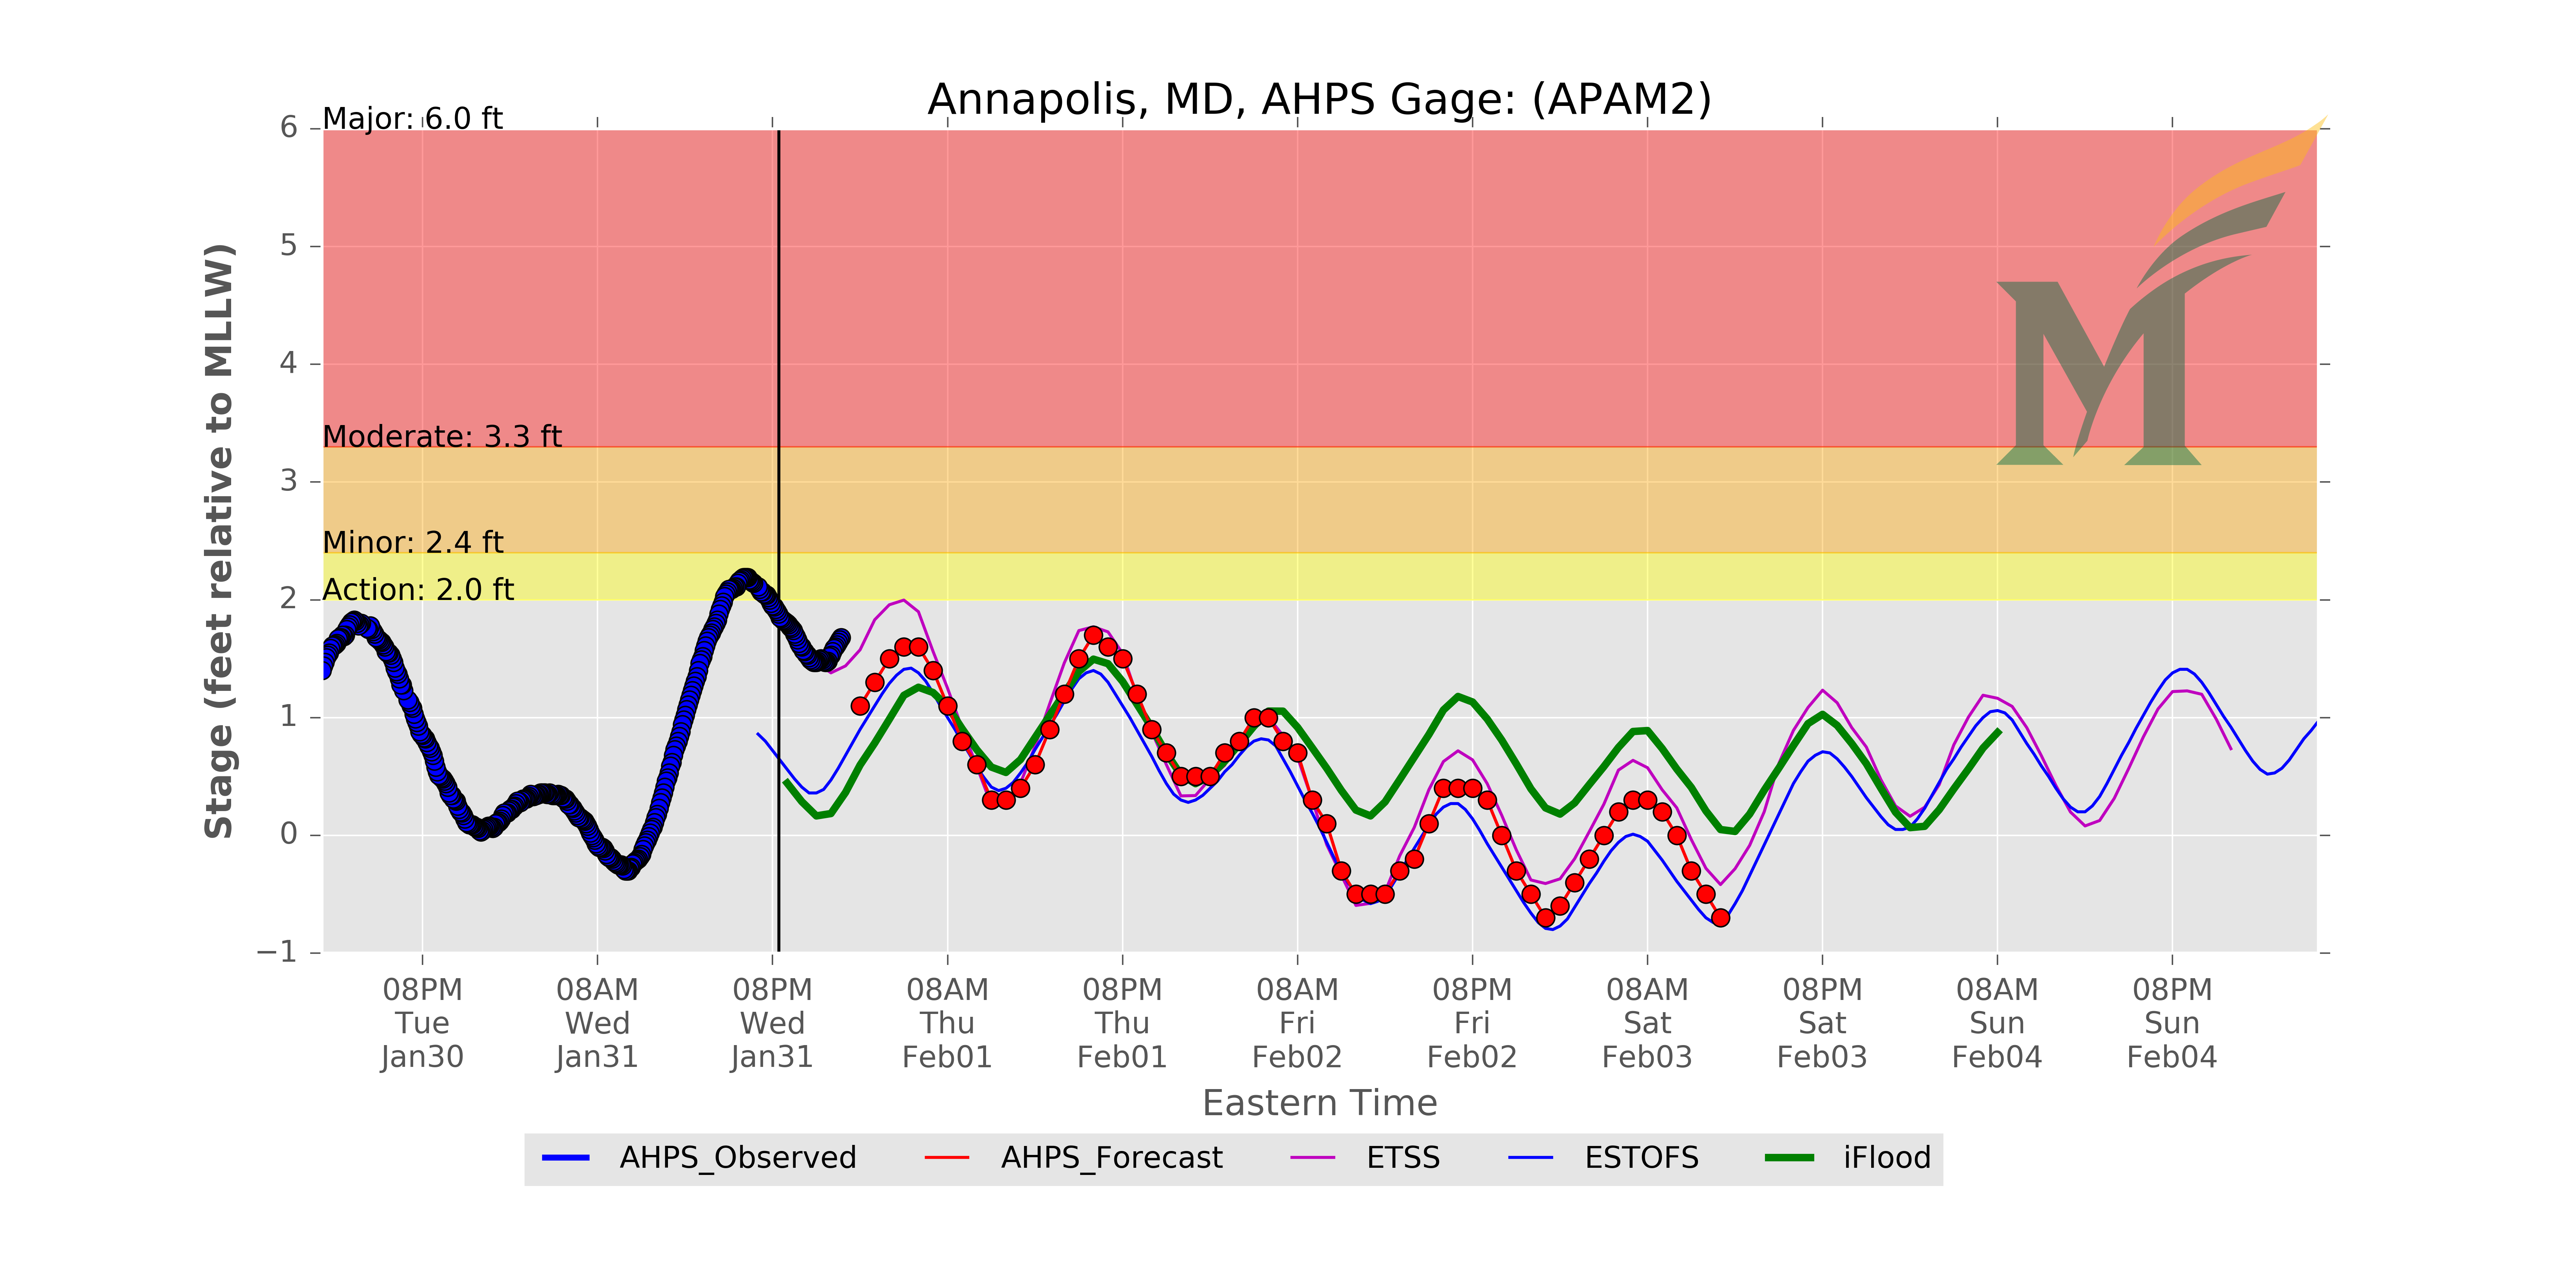 Annapolis, MD, AHPS Gage: (APAM2)
Major: 6.0 ft
Moderate: 3.3 ft
Minor: 2.4 ft
Action: 2.0 ft
6
5
4
3
2
1
0
−1
Stage (feet relative to MLLW)
08PM 08AM 08PM 08AM 08PM 08AM 08PM 08AM 08PM 08AM 08PM
Tue Wed Wed Thu Thu Fri Fri Sat Sat Sun Sun
Jan30 Jan31 Jan31 Feb01 Feb01 Feb02 Feb02 Feb03 Feb03 Feb04 Feb04
Eastern Time
AHPS_Observed AHPS_Forecast ETSS ESTOFS iFlood
M